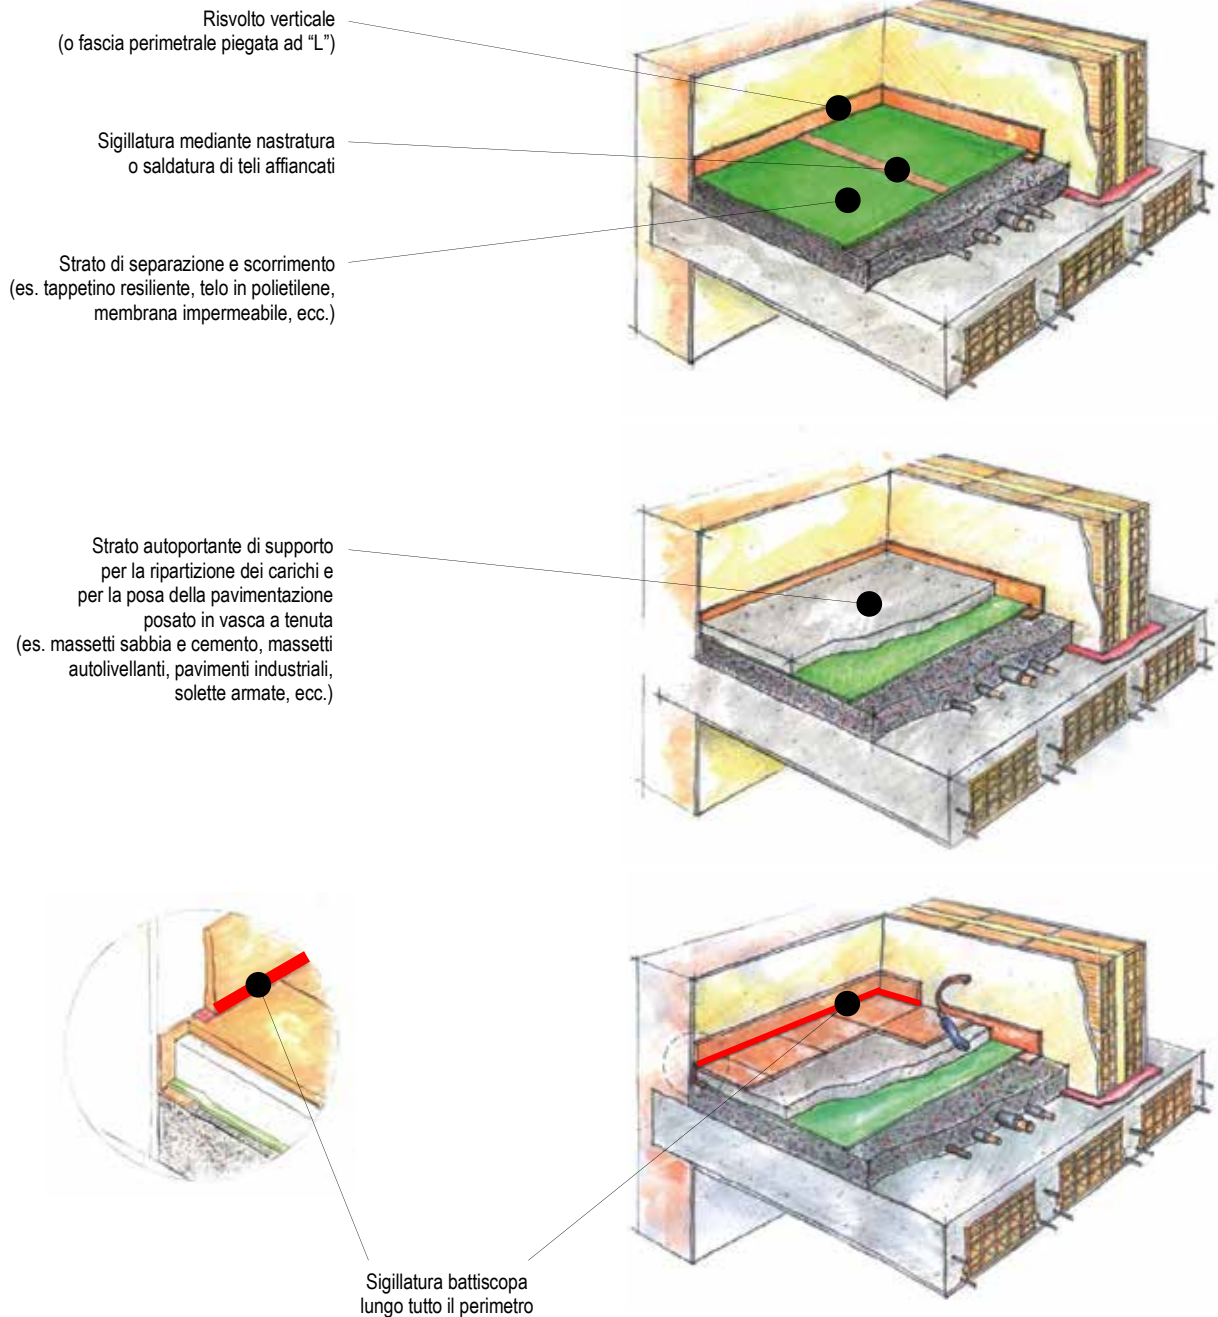 Risvolto verticale
(o fascia perimetrale piegata ad “L”)
Sigillatura mediante nastratura
o saldatura di teli affiancati
Strato di separazione e scorrimento
(es. tappetino resiliente, telo in polietilene,
membrana impermeabile, ecc.)
Strato autoportante di supporto
per la ripartizione dei carichi e
per la posa della pavimentazione
posato in vasca a tenuta
(es. massetti sabbia e cemento, massetti
autolivellanti, pavimenti industriali,
solette armate, ecc.)
Sigillatura battiscopa
lungo tutto il perimetro